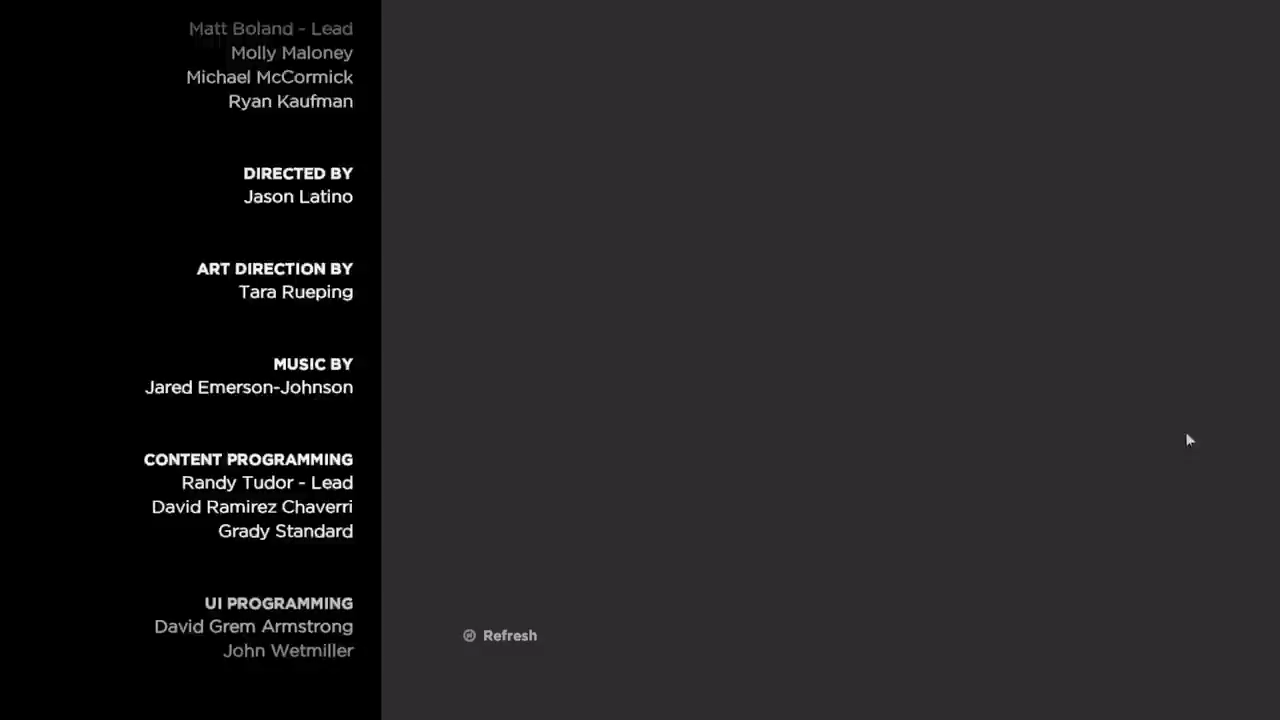 Matt Boland - Lead
Molly Maloney
Michael McCormick
Ryan Kaufman
DIRECTED BY
Jason Latino
ART DIRECTION BY
Tara Rueping
MUSIC BY
Jared Emerson-Johnson
CONTENT PROGRAMMING
Randy Tudor - Lead
David Ramirez Chaverri
Grady Standard
UI PROGRAMMING
David Grem Armstrong
John Wetmiller
Refresh